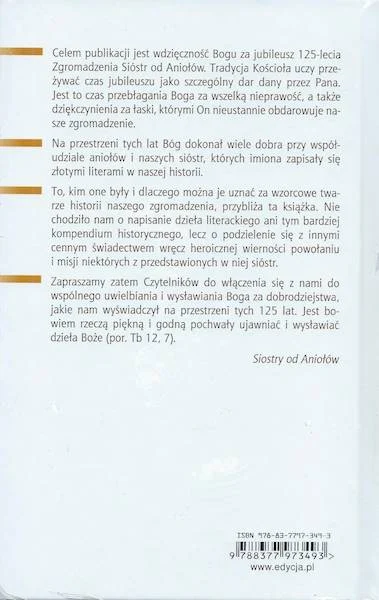 Celem publikacji jest wdzięczność Bogu za jubileusz 125-lecia
Zgromadzenia Sióstr od Aniołów. Tradycja Kościoła uczy prze-
żywać czas jubileuszu jako szczególny dar dany przez Pana.
Jest to czas przebłagania Boga za wszelką nieprawość, a także
dziękczynienia za łaski, którymi On nieustannie obdarowuje na-
sze zgromadzenie.
Na przestrzeni tych lat Bóg dokonał wiele dobra przy współ-
udziale aniołów i naszych sióstr, których imiona zapisały się
złotymi literami w naszej historii.
To, kim one były i dlaczego można je uznać za wzorcowe twa-
rze historii naszego zgromadzenia, przybliża ta książka. Nie
chodziło nam o napisanie dzieła literackiego ani tym bardziej
kompendium historycznego, lecz o podzielenie się z innymi
cennym świadectwem wręcz heroicznej wierności powołaniu
i misji niektórych z przedstawionych w niej sióstr.
Zapraszamy zatem Czytelników do włączenia się z nami do
wspólnego uwielbiania i wysławiania Boga za dobrodziejstwa,
jakie nam wyświadczył na przestrzeni tych 125 lat. Jest bo-
wiem rzeczą piękną i godną pochwały ujawniać i wysławiać
dzieła Boże (por. Tb 12, 7).
Siostry od Aniołów
ISBN 978-83-7797-349-3
9 788377 973493 >
www.edycja.pl